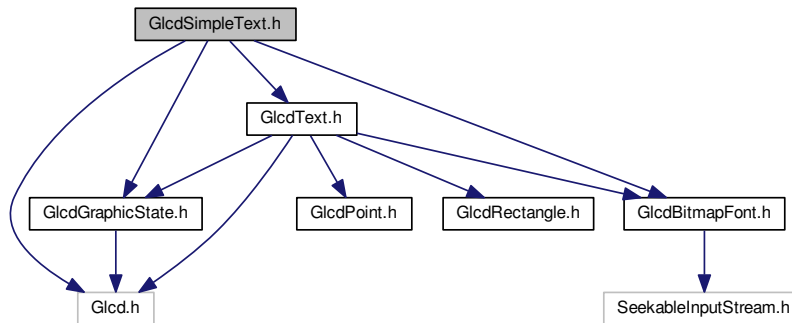 GlcdSimpleText.h
GlcdText.h
GlcdGraphicState.h
GlcdPoint.h
GlcdRectangle.h
GlcdBitmapFont.h
Glcd.h
SeekableInputStream.h